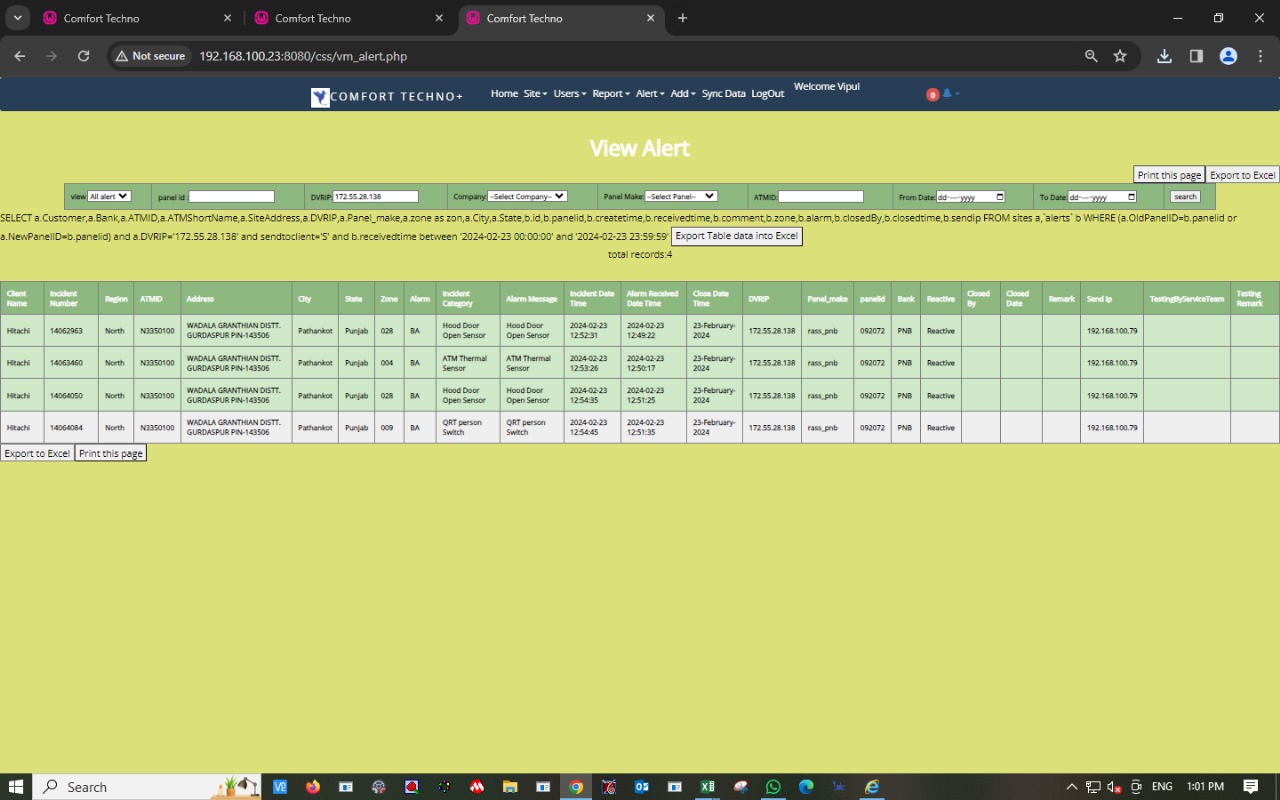 Comfort Techno
Comfort Techno
Comfort Techno
Not secure 192.168.100.23:8080/css/vm_alert.php
COMFORT TECHNO+ Home Site Users Report Alert Add Sync Data LogOut Welcome Vipul 0
View Alert
Print this page Export to Excel
view All alert panel id : DVRIP: 172.55.28.138 Company: --Select Company-- Panel Make: --Select Panel-- ATMID: From Date: dd-----yyyy To Date: dd-----yyyy search
SELECT a.Customer,a.Bank,a.ATMID,a.ATMShortName,a.SiteAddress,a.DVRIP,a.Panel_make,a.zone as zon,a.City,a.State,b.id,b.panelid,b.createtime,b.receivedtime,b.comment,b.zone,b.alarm,b.closedBy,b.closedtime,b.sendip FROM sites a,`alerts` b WHERE (a.OldPanelID=b.panelid or
a.NewPanelID=b.panelid) and a.DVRIP='172.55.28.138' and sendtoclient='S' and b.receivedtime between '2024-02-23 00:00:00' and '2024-02-23 23:59:59' Export Table data into Excel
total records:4
Client Name Incident Number Region ATMID Address City State Zone Alarm Incident Category Alarm Message Incident Date Time Alarm Received Date Time Close Date Time DVRIP Panel_make panelid Bank Reactive Closed By Closed Date Remark Send Ip TestingByServiceTeam Testing Remark
Hitachi 14062963 North N3350100 WADALA GRANTHIAN DISTT. GURDASPUR PIN-143506 Pathankot Punjab 028 BA Hood Door Open Sensor Hood Door Open Sensor 2024-02-23 12:52:31 2024-02-23 12:49:22 23-February-2024 172.55.28.138 rass_pnb 092072 PNB Reactive 192.168.100.79
Hitachi 14063460 North N3350100 WADALA GRANTHIAN DISTT. GURDASPUR PIN-143506 Pathankot Punjab 004 BA ATM Thermal Sensor ATM Thermal Sensor 2024-02-23 12:53:26 2024-02-23 12:50:17 23-February-2024 172.55.28.138 rass_pnb 092072 PNB Reactive 192.168.100.79
Hitachi 14064050 North N3350100 WADALA GRANTHIAN DISTT. GURDASPUR PIN-143506 Pathankot Punjab 028 BA Hood Door Open Sensor Hood Door Open Sensor 2024-02-23 12:54:35 2024-02-23 12:51:25 23-February-2024 172.55.28.138 rass_pnb 092072 PNB Reactive 192.168.100.79
Hitachi 14064084 North N3350100 WADALA GRANTHIAN DISTT. GURDASPUR PIN-143506 Pathankot Punjab 009 BA QRT person Switch QRT person Switch 2024-02-23 12:54:45 2024-02-23 12:51:35 23-February-2024 172.55.28.138 rass_pnb 092072 PNB Reactive 192.168.100.79
Export to Excel Print this page
Search ENG 1:01 PM